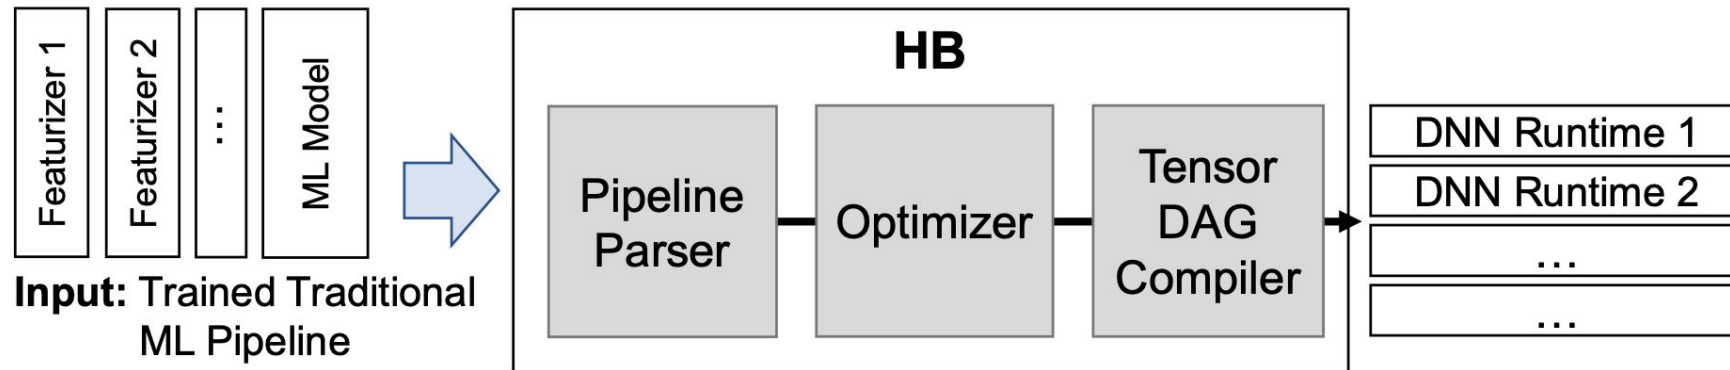 Featurizer 1
Featurizer 2
...
ML Model
Input: Trained Traditional
ML Pipeline
HB
Pipeline
Parser
Optimizer
Tensor
DAG
Compiler
DNN Runtime 1
DNN Runtime 2
...
...